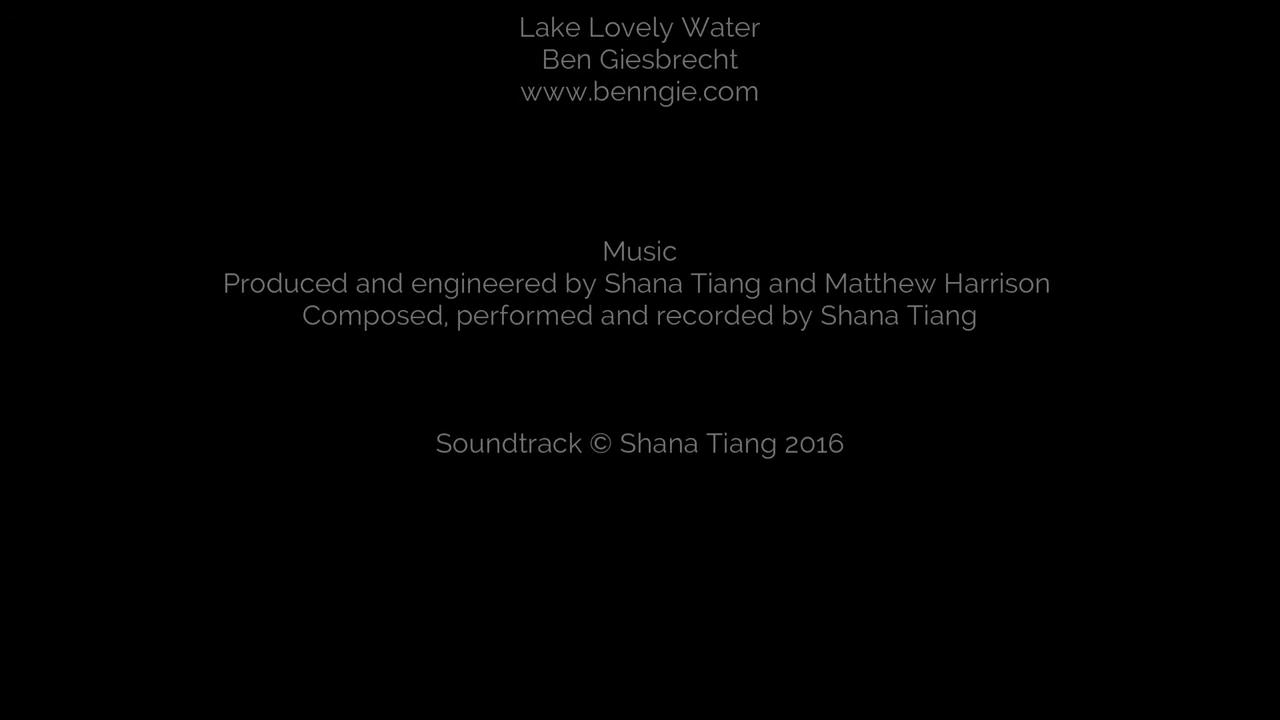 Lake Lovely Water
Ben Giesbrecht
www.benngie.com
Music
Produced and engineered by Shana Tiang and Matthew Harrison
Composed, performed and recorded by Shana Tiang
Soundtrack © Shana Tiang 2016